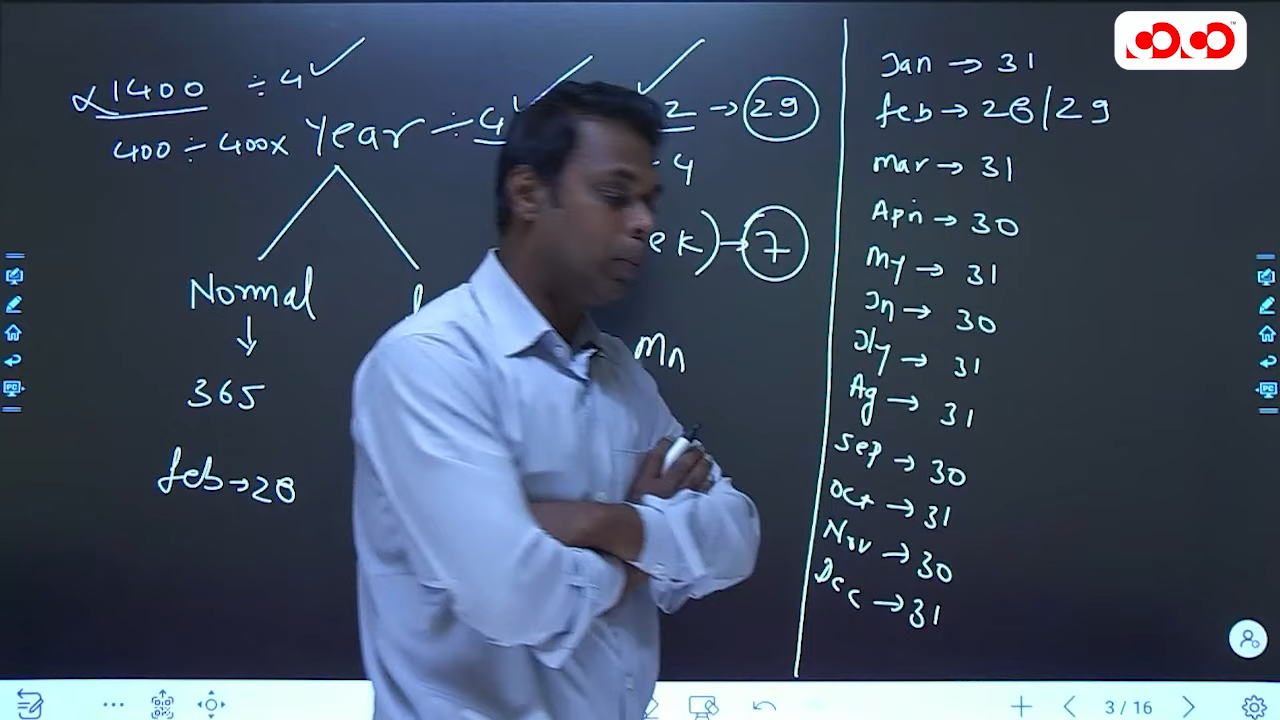 1400 ÷ 4 ✓
400 ÷ 400x
Year ÷ 4 ✓
2 → 29
4
ek) → 7
Normal
↓
365
feb → 28
Mn
Jan → 31
feb → 28/29
mar → 31
Apri → 30
My → 31
Jn → 30
Jly → 31
Ag → 31
Sep → 30
Oct → 31
Nov → 30
Dec → 31
3 / 16